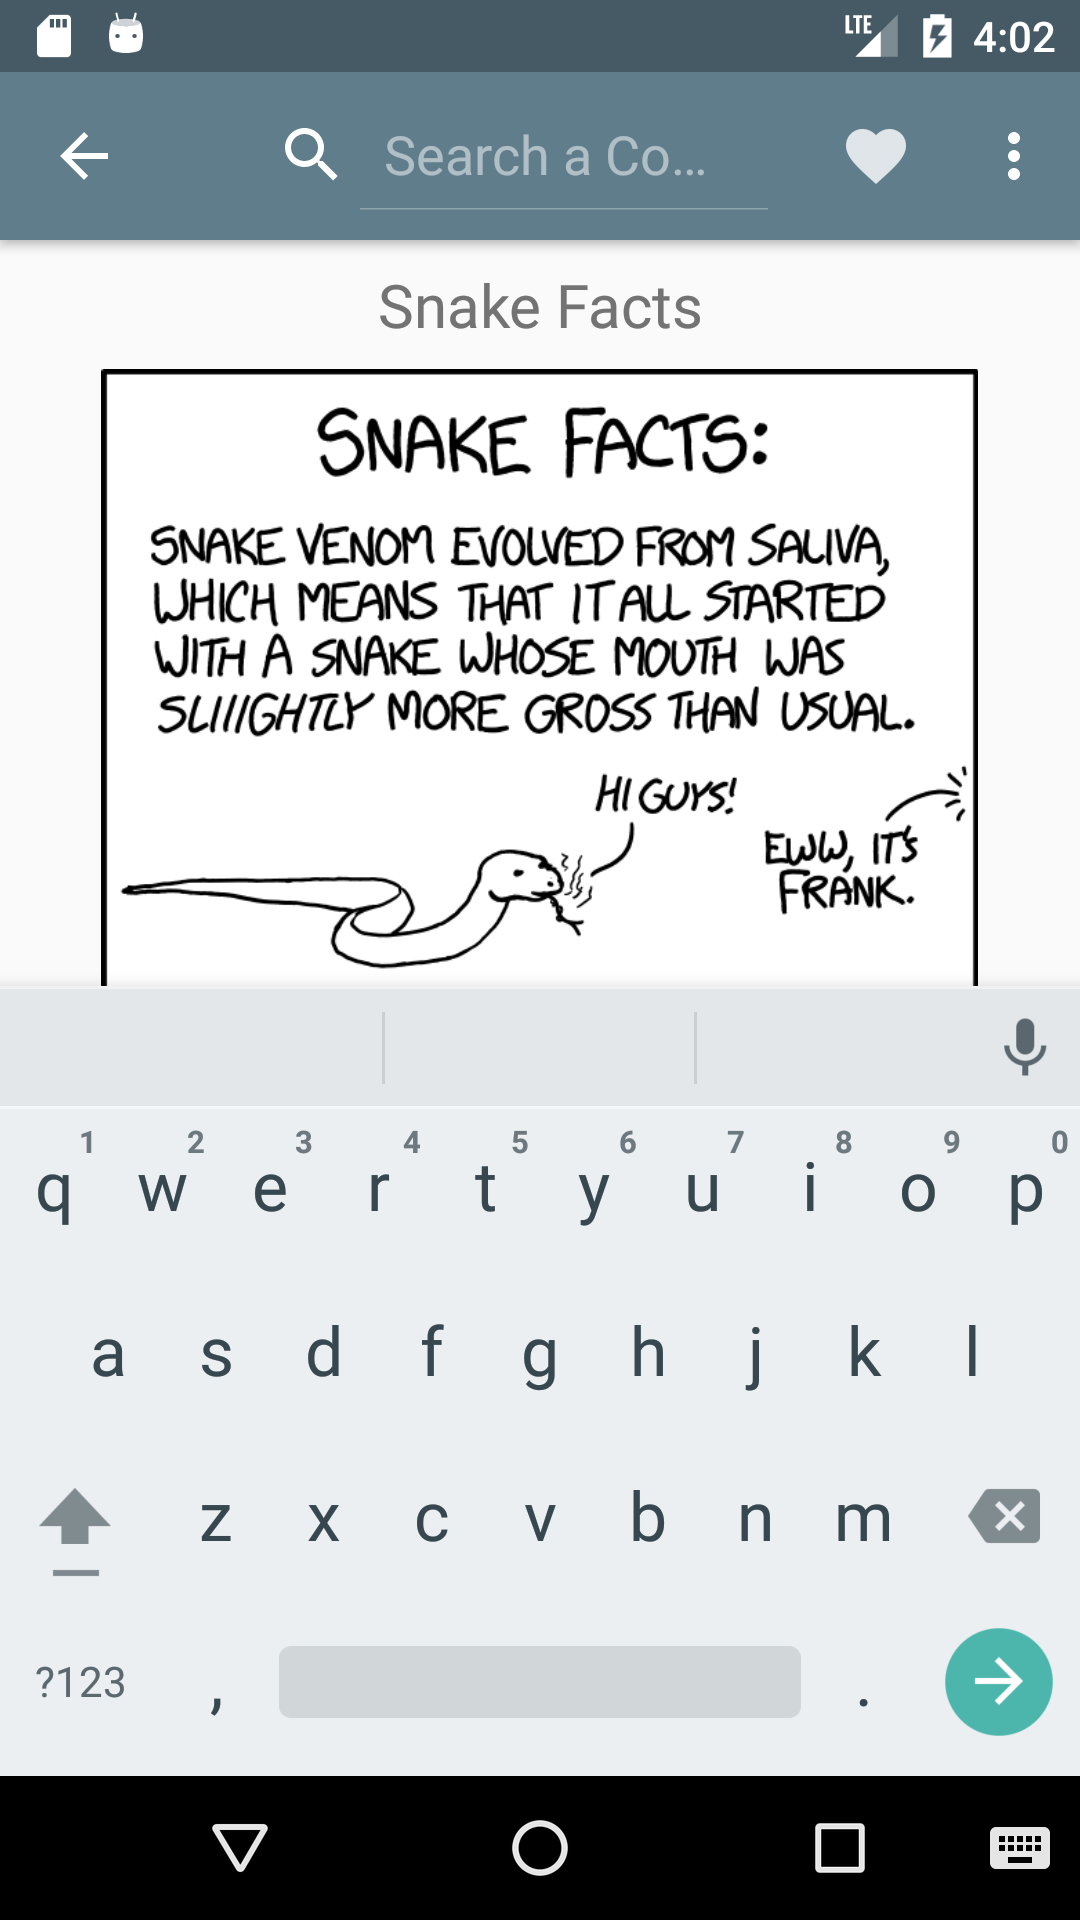 LTE 4:02
Search a Co...
Snake Facts
SNAKE FACTS:
SNAKE VENOM EVOLVED FROM SALIVA,
WHICH MEANS THAT IT ALL STARTED
WITH A SNAKE WHOSE MOUTH WAS
SLIIIGHTLY MORE GROSS THAN USUAL.
HI GUYS!
EWW, IT'S
FRANK.
1 2 3 4 5 6 7 8 9 0
q w e r t y u i o p
a s d f g h j k l
z x c v b n m
?123 , .